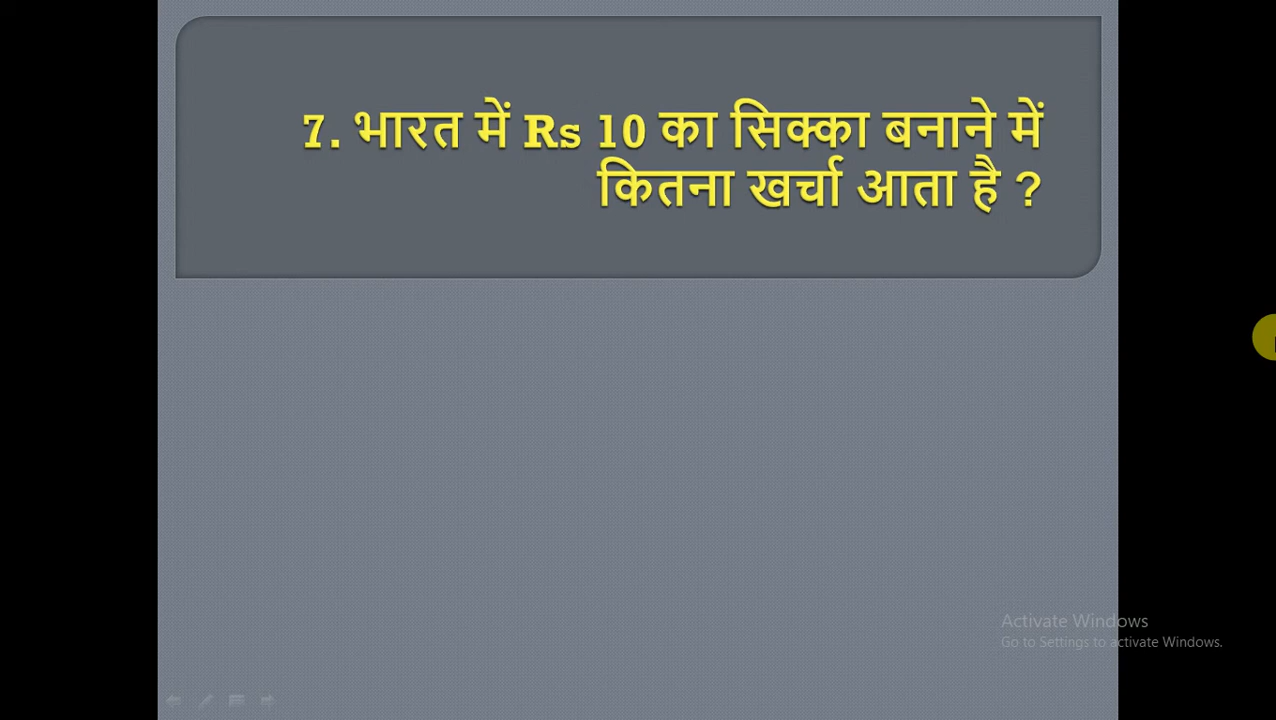 7. भारत में Rs 10 का सिक्का बनाने में
कितना खर्चा आता है ?
Activate Windows
Go to Settings to activate Windows.